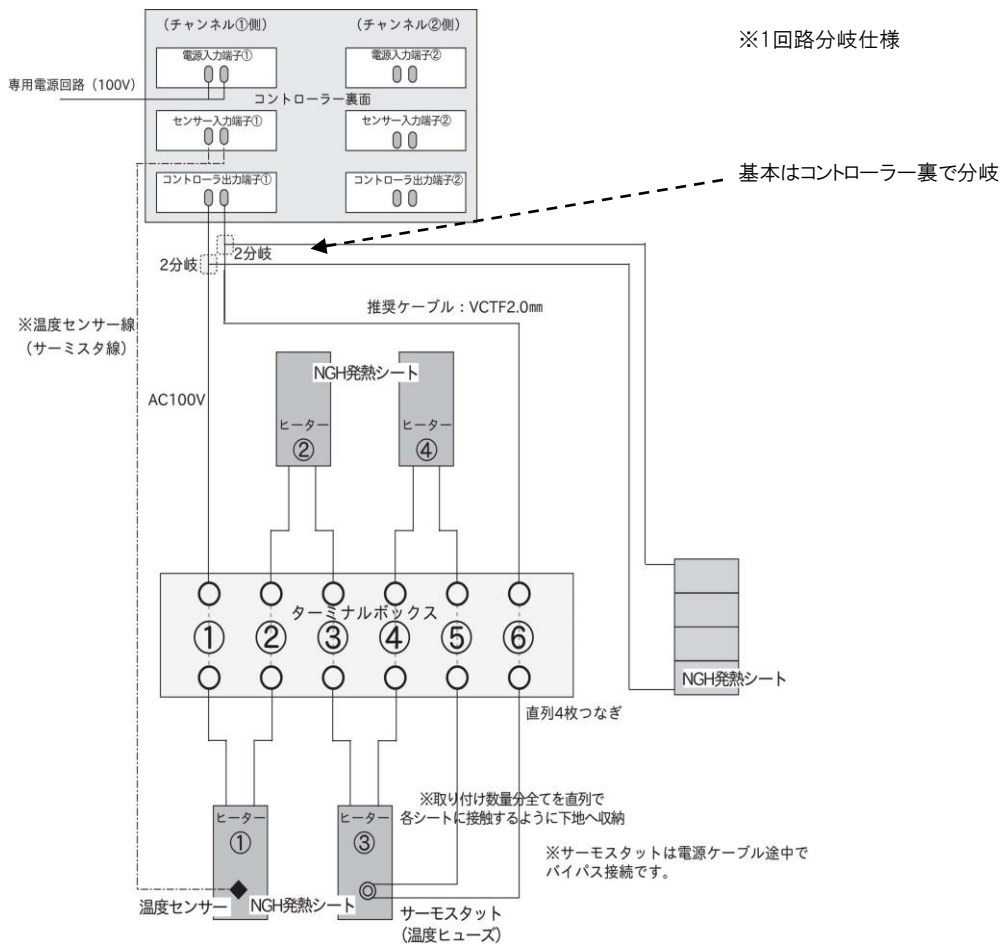 (チャンネル①側)
(チャンネル②側)
※1回路分岐仕様
電源入力端子①
電源入力端子②
専用電源回路(100V)
コントローラー裏面
センサー入力端子①
センサー入力端子②
コントローラ出力端子①
コントローラ出力端子②
基本はコントローラー裏で分岐
2分岐
2分岐
推奨ケーブル:VCTF2.0㎜
※温度センサー線
(サーミスタ線)
NGH発熱シート
AC100V
ヒーター
②
ヒーター
④
ターミナルボックス
①
②
③
④
⑤
⑥
NGH発熱シート
直列4枚つなぎ
※取り付け数量分全てを直列で
各シートに接触するように下地へ収納
ヒーター
①
ヒーター
③
※サーモスタットは電源ケーブル途中で
バイパス接続です。
温度センサー
NGH発熱シート
サーモスタット
(温度ヒューズ)